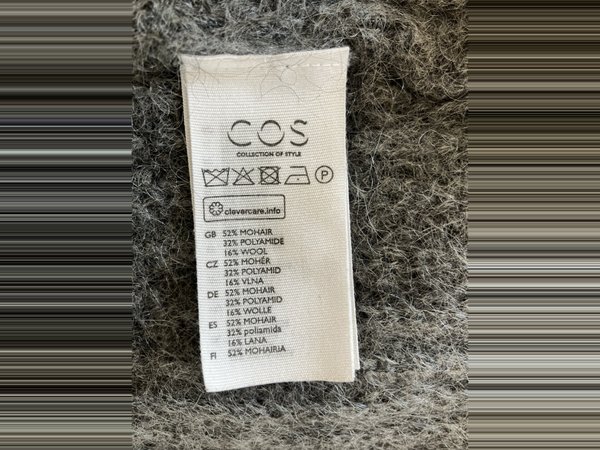 COS
COLLECTION OF STYLE
P
clevercare.info
GB 52% MOHAIR
32% POLYAMIDE
16% WOOL
CZ 52% MOHÉR
32% POLYAMID
16% VLNA
DE 52% MOHAIR
32% POLYAMID
16% WOLLE
ES 52% MOHAIR
32% poliamida
16% LANA
FI 52% MOHAIRIA